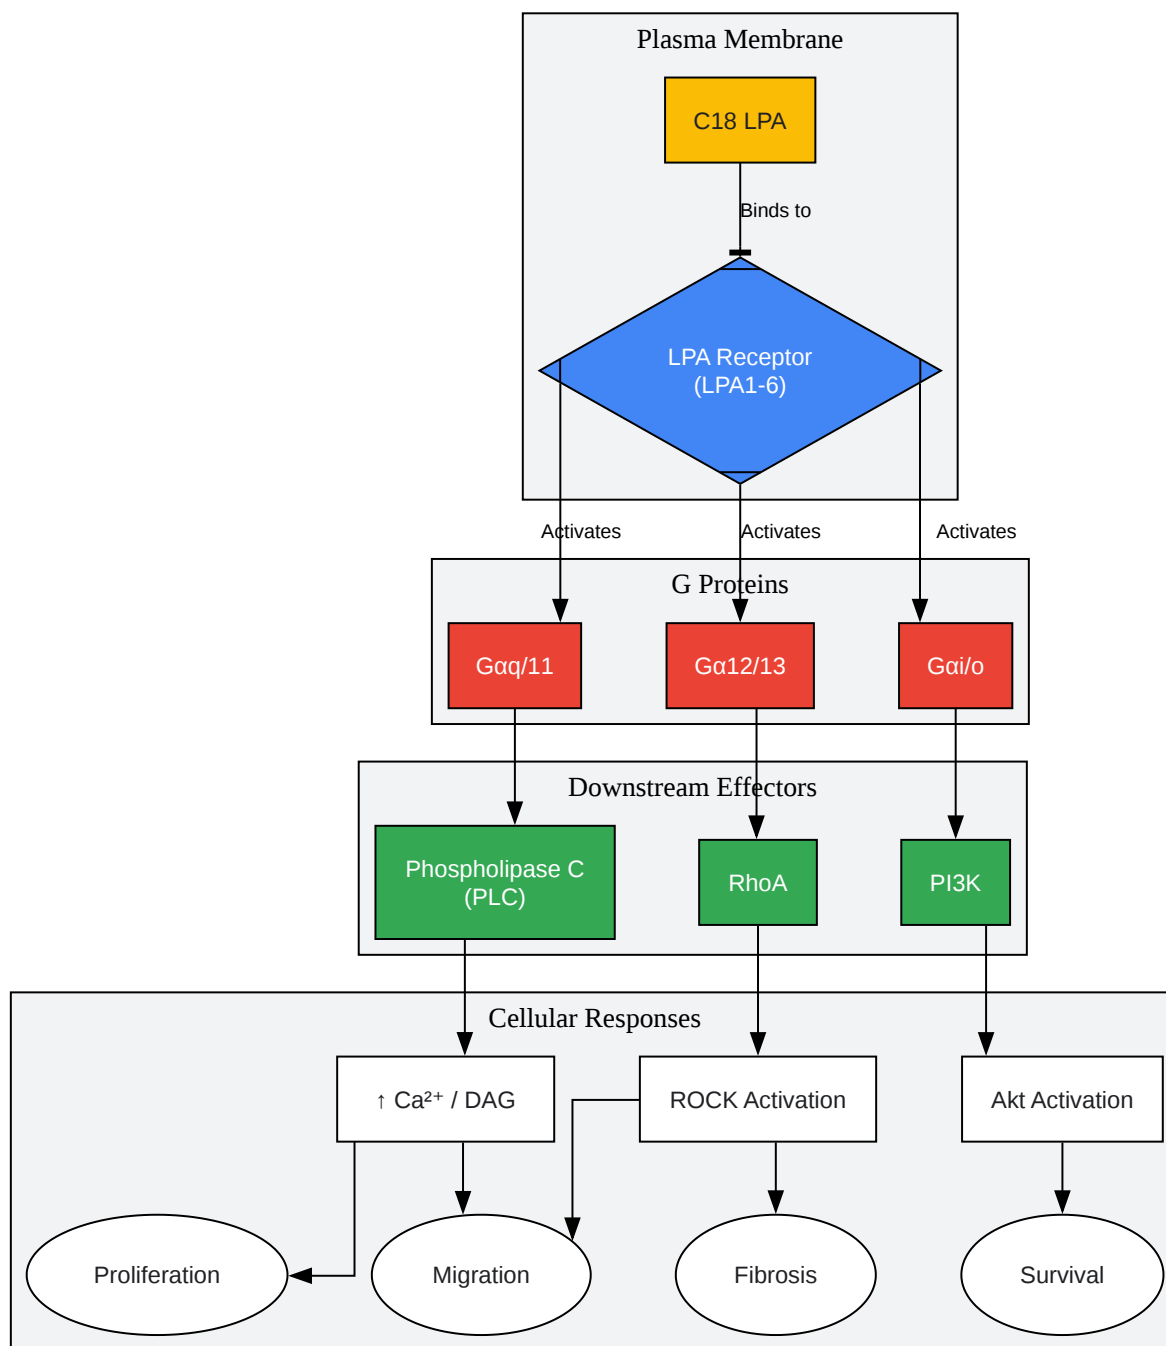 Plasma Membrane
C18 LPA
Binds to
LPA Receptor
(LPA1-6)
Activates
Activates
Activates
G Proteins
Gαq/11
Gα12/13
Gαi/o
Downstream Effectors
Phospholipase C
(PLC)
RhoA
PI3K
Cellular Responses
↑ Ca²⁺ / DAG
ROCK Activation
Akt Activation
Proliferation
Migration
Fibrosis
Survival